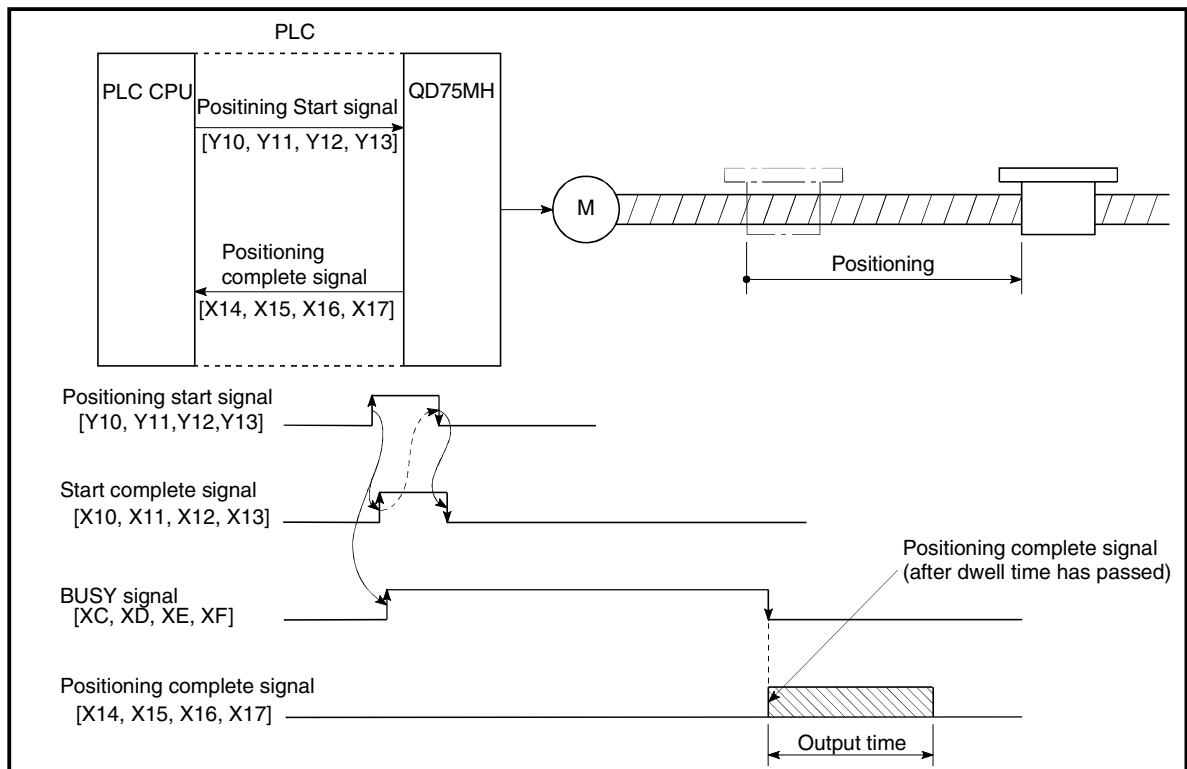 PLC
PLC CPU
QD75MH
Positining Start signal
[Y10, Y11, Y12, Y13]
M
Positioning
complete signal
[X14, X15, X16, X17]
Positioning
Positioning start signal
[Y10, Y11,Y12,Y13]
Start complete signal
[X10, X11, X12, X13]
Positioning complete signal
(after dwell time has passed)
BUSY signal
[XC, XD, XE, XF]
Positioning complete signal
[X14, X15, X16, X17]
Output time